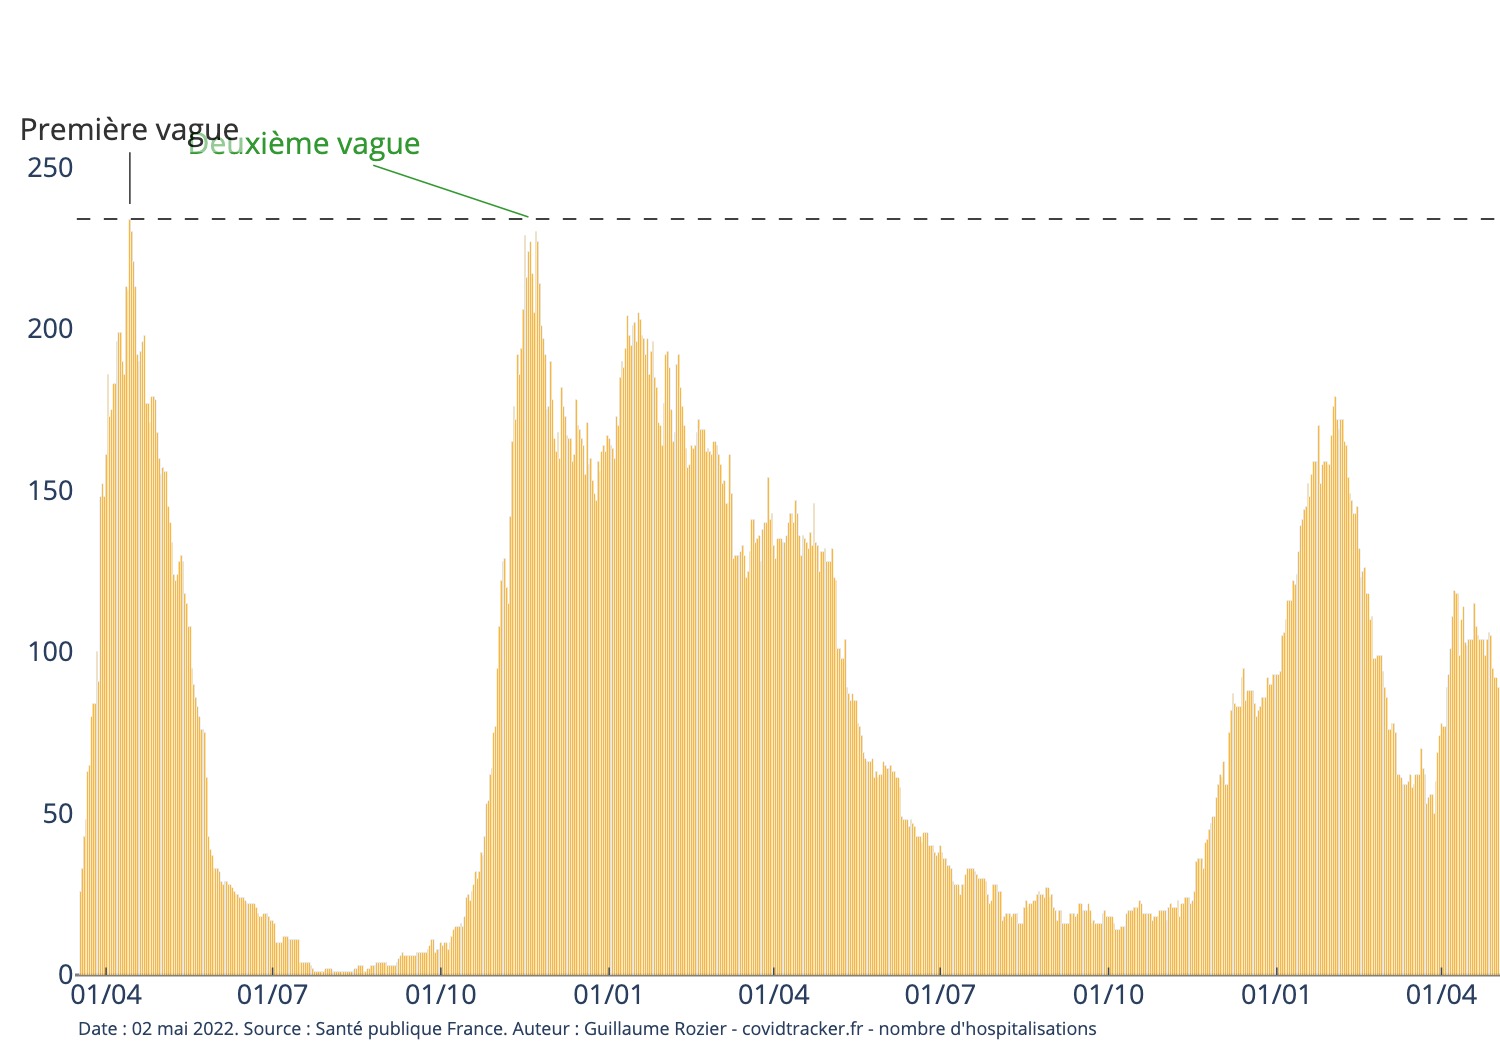 Première vague
Deuxième vague
250
200
150
100
50
0
01/04 01/07 01/10 01/01 01/04 01/07 01/10 01/01 01/04
Date : 02 mai 2022. Source : Santé publique France. Auteur : Guillaume Rozier - covidtracker.fr - nombre d'hospitalisations